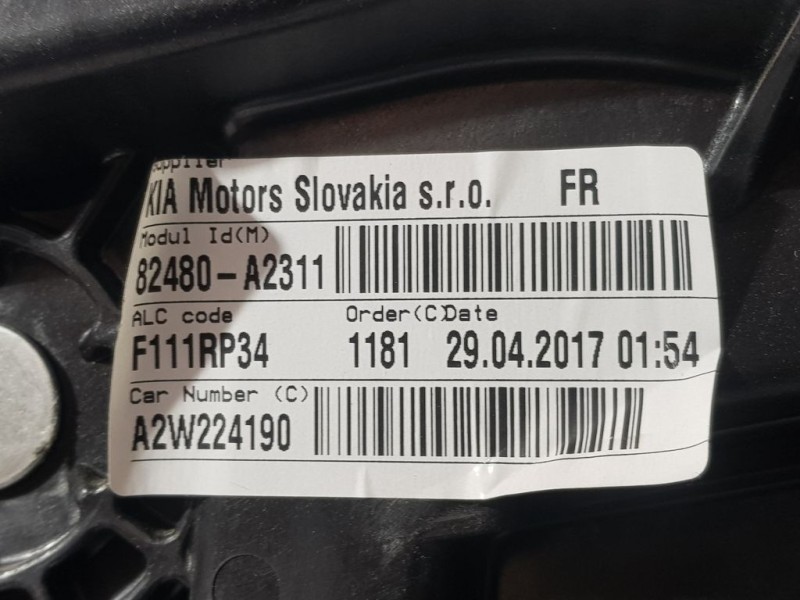 Supplier
KIA Motors Slovakia s.r.o. FR
Modul Id(M)
82480-A2311
ALC code Order(C)Date
F111RP34 1181 29.04.2017 01:54
Car Number (C)
A2W224190